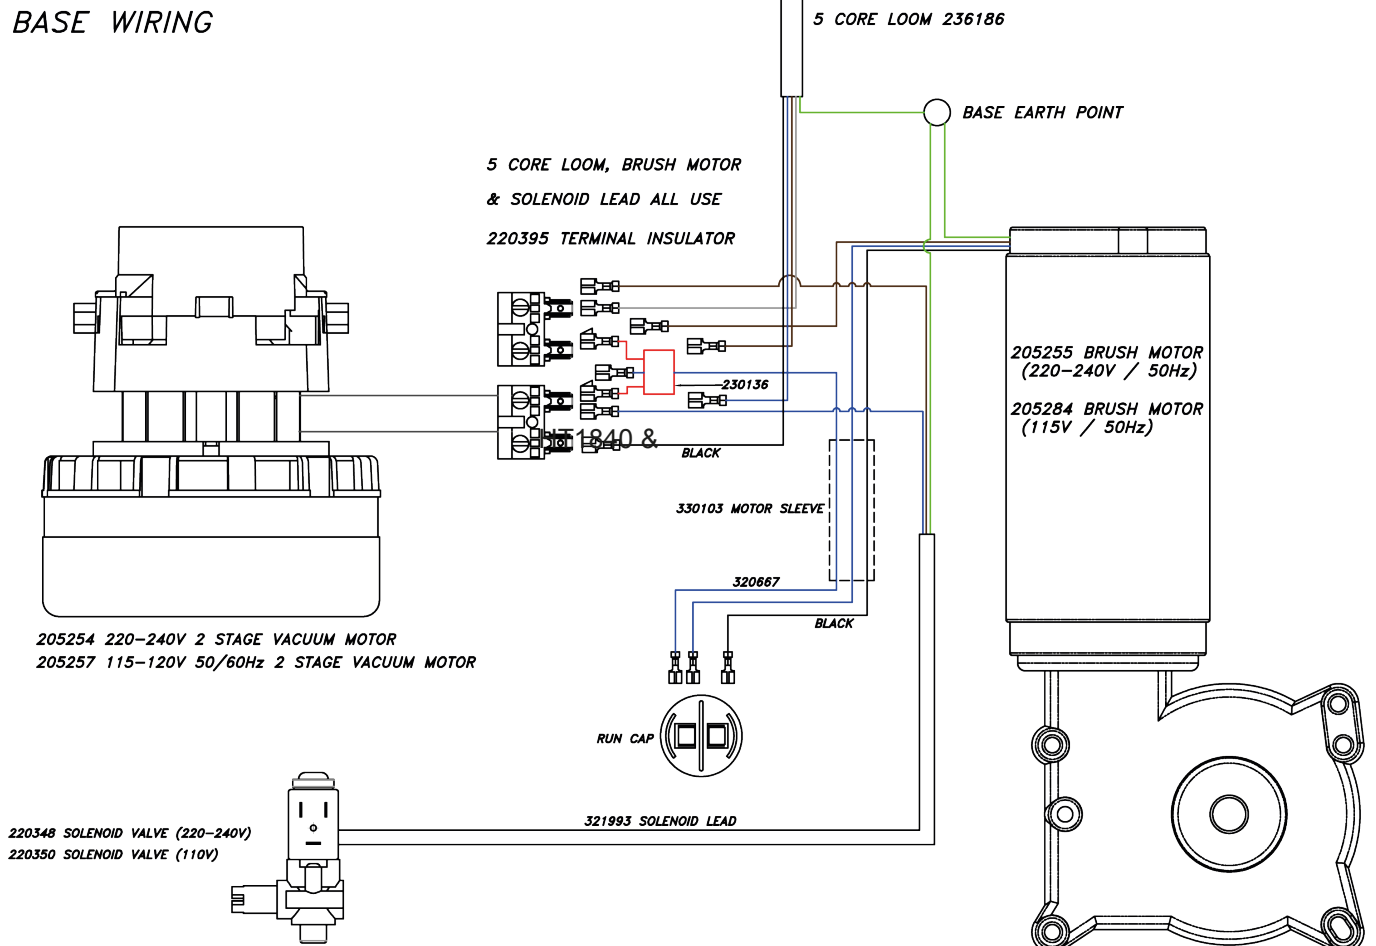 BASE WIRING
5 CORE LOOM 236186
BASE EARTH POINT
5 CORE LOOM, BRUSH MOTOR
& SOLENOID LEAD ALL USE
220395 TERMINAL INSULATOR
205255 BRUSH MOTOR
(220-240V / 50Hz)
205284 BRUSH MOTOR
(115V / 50Hz)
230136
1840 &
BLACK
330103 MOTOR SLEEVE
320667
BLACK
205254 220-240V 2 STAGE VACUUM MOTOR
205257 115-120V 50/60Hz 2 STAGE VACUUM MOTOR
RUN CAP
321993 SOLENOID LEAD
220348 SOLENOID VALVE (220-240V)
220350 SOLENOID VALVE (110V)